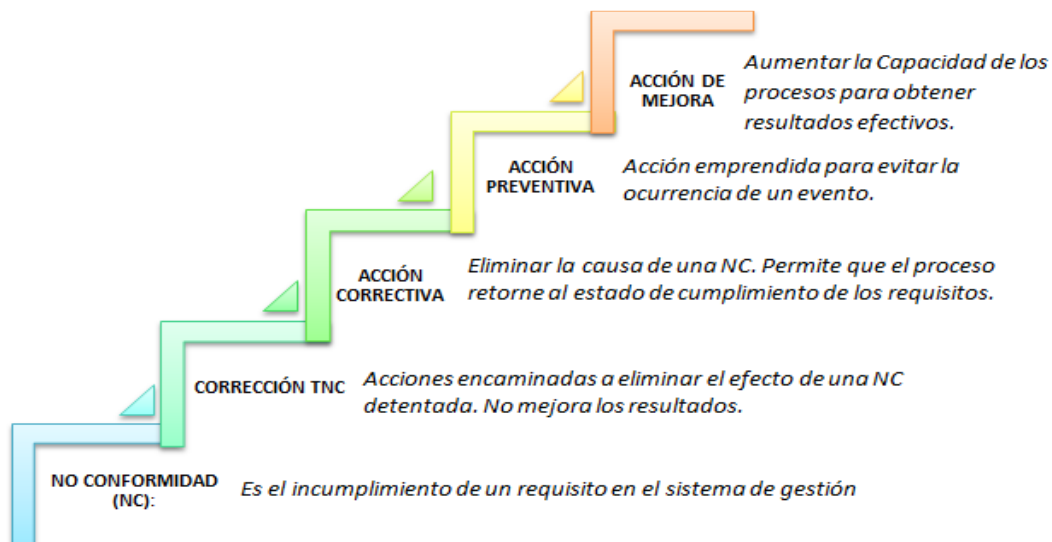 ACCIÓN DE
MEJORA
Aumentar la Capacidad de los
procesos para obtener
resultados efectivos.
ACCIÓN
PREVENTIVA
Acción emprendida para evitar la
ocurrencia de un evento.
ACCIÓN
CORRECTIVA
Eliminar la causa de una NC. Permite que el proceso
retorne al estado de cumplimiento de los requisitos.
CORRECCIÓN TNC
Acciones encaminadas a eliminar el efecto de una NC
detentada. No mejora los resultados.
NO CONFORMIDAD
(NC):
Es el incumplimiento de un requisito en el sistema de gestión